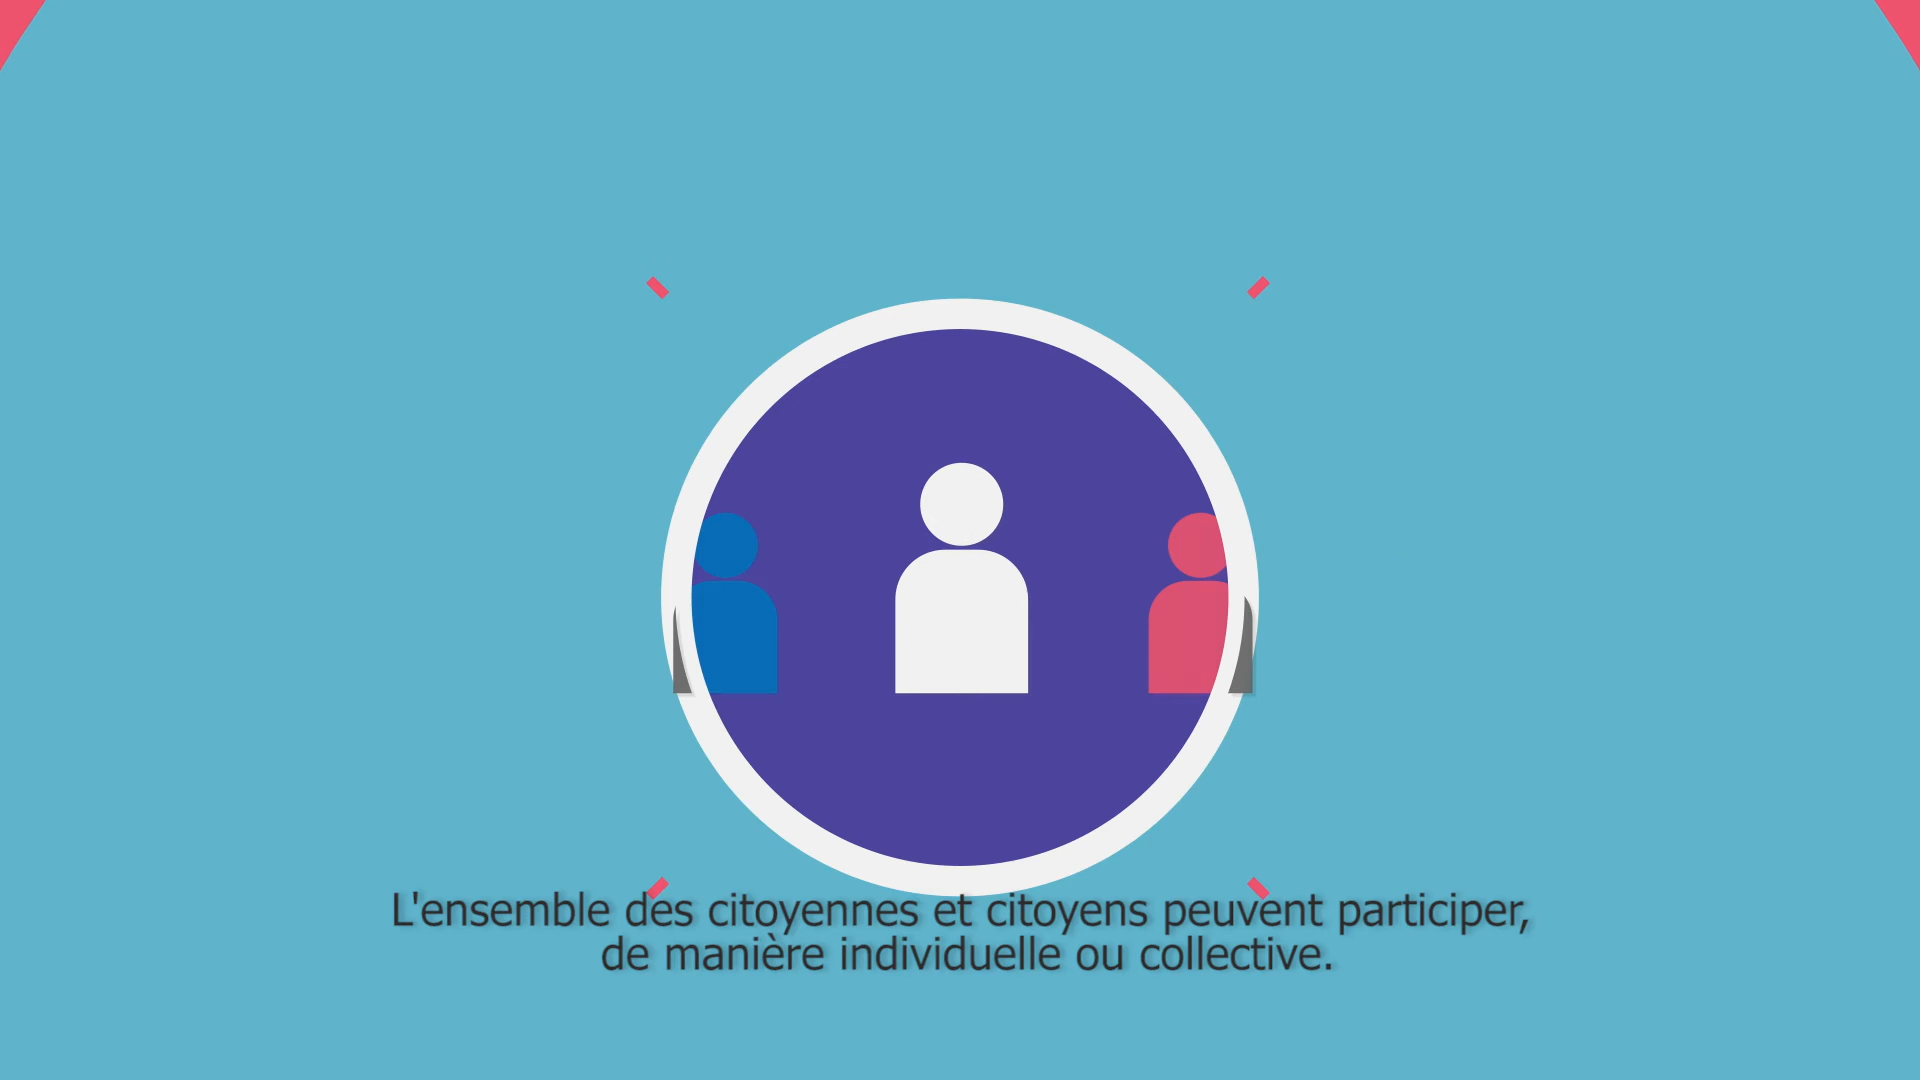 L'ensemble des citoyennes et citoyens peuvent participer,
de manière individuelle ou collective.